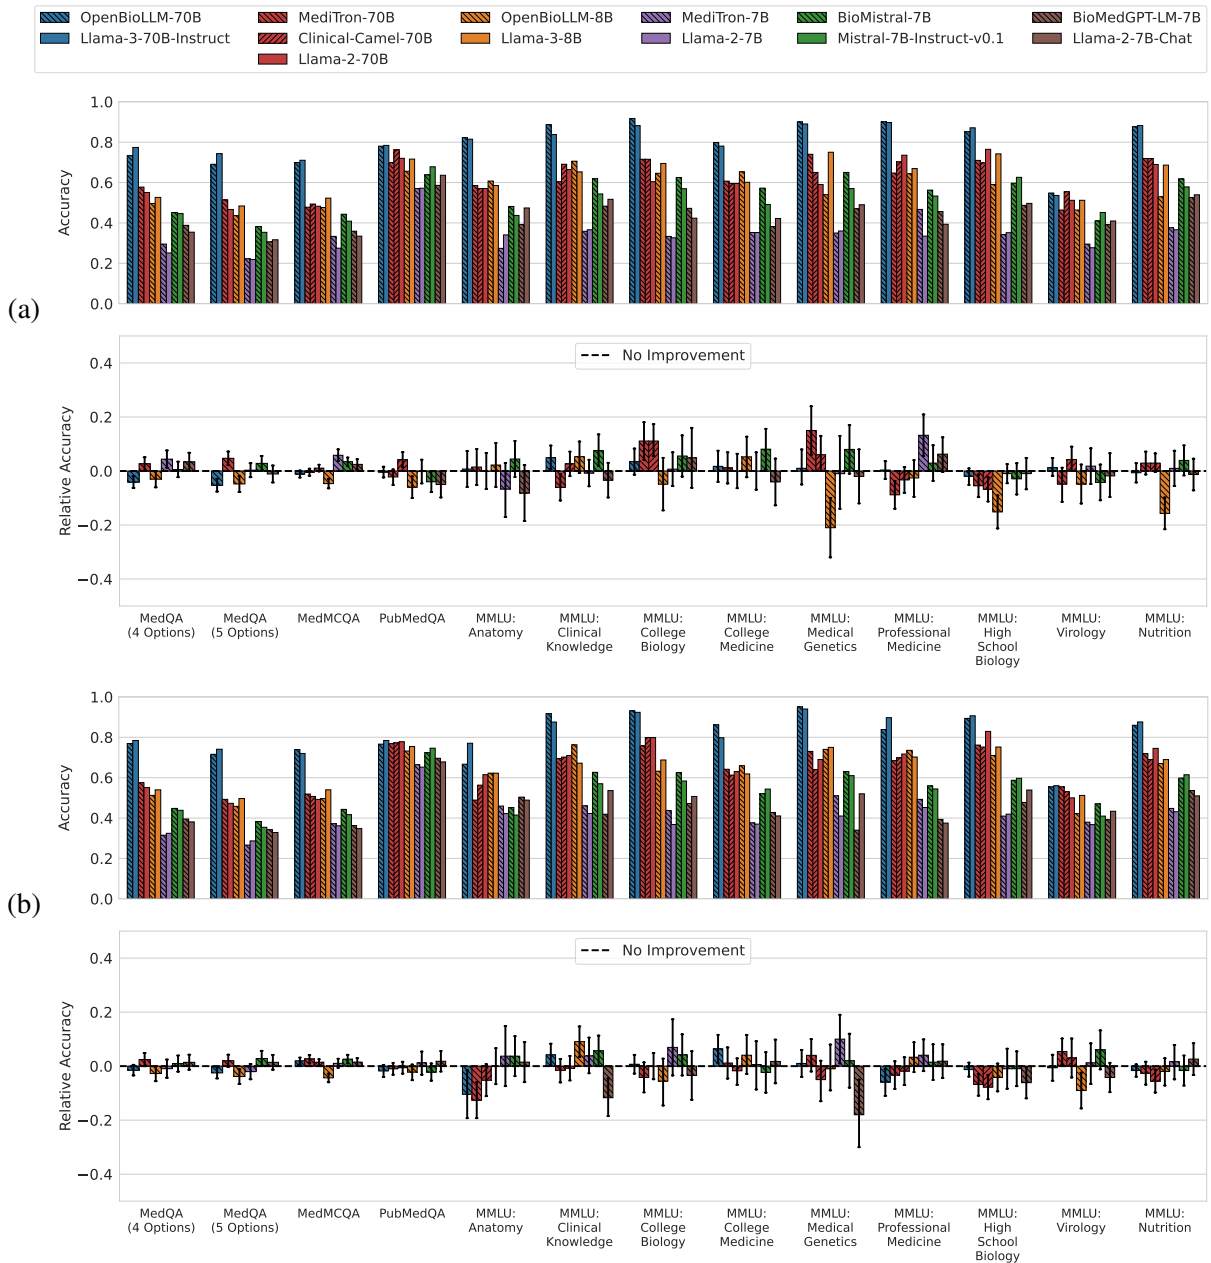 OpenBioLLM-70B MediTron-70B OpenBioLLM-8B MediTron-7B BioMistral-7B BioMedGPT-LM-7B
Llama-3-70B-Instruct Clinical-Camel-70B Llama-3-8B Llama-2-7B Mistral-7B-Instruct-v0.1 Llama-2-7B-Chat
Llama-2-70B
(a)
Accuracy
1.0
0.8
0.6
0.4
0.2
0.0
Relative Accuracy
0.4
0.2
0.0
−0.2
−0.4
No Improvement
MedQA MedQA MedMCQA PubMedQA MMLU: MMLU: MMLU: MMLU: MMLU: MMLU: MMLU: MMLU: MMLU:
(4 Options) (5 Options) Anatomy Clinical College College Medical Professional High Virology Nutrition
Knowledge Biology Medicine Genetics Medicine School
Biology
(b)
Accuracy
1.0
0.8
0.6
0.4
0.2
0.0
Relative Accuracy
0.4
0.2
0.0
−0.2
−0.4
No Improvement
MedQA MedQA MedMCQA PubMedQA MMLU: MMLU: MMLU: MMLU: MMLU: MMLU: MMLU: MMLU: MMLU:
(4 Options) (5 Options) Anatomy Clinical College College Medical Professional High Virology Nutrition
Knowledge Biology Medicine Genetics Medicine School
Biology